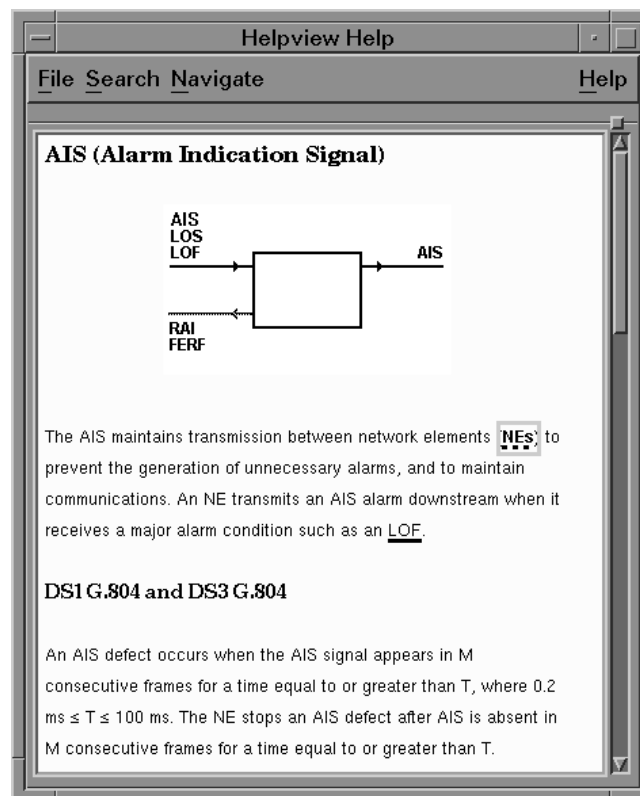 Helpview Help
File Search Navigate Help
AIS (Alarm Indication Signal)
AIS
LOS
LOF
AIS
RAI
FERF
The AIS maintains transmission between network elements (NEs) to
prevent the generation of unnecessary alarms, and to maintain
communications. An NE transmits an AIS alarm downstream when it
receives a major alarm condition such as an LOF.
DS1 G.804 and DS3 G.804
An AIS defect occurs when the AIS signal appears in M
consecutive frames for a time equal to or greater than T, where 0.2
ms ≤ T ≤ 100 ms. The NE stops an AIS defect after AIS is absent in
M consecutive frames for a time equal to or greater than T.